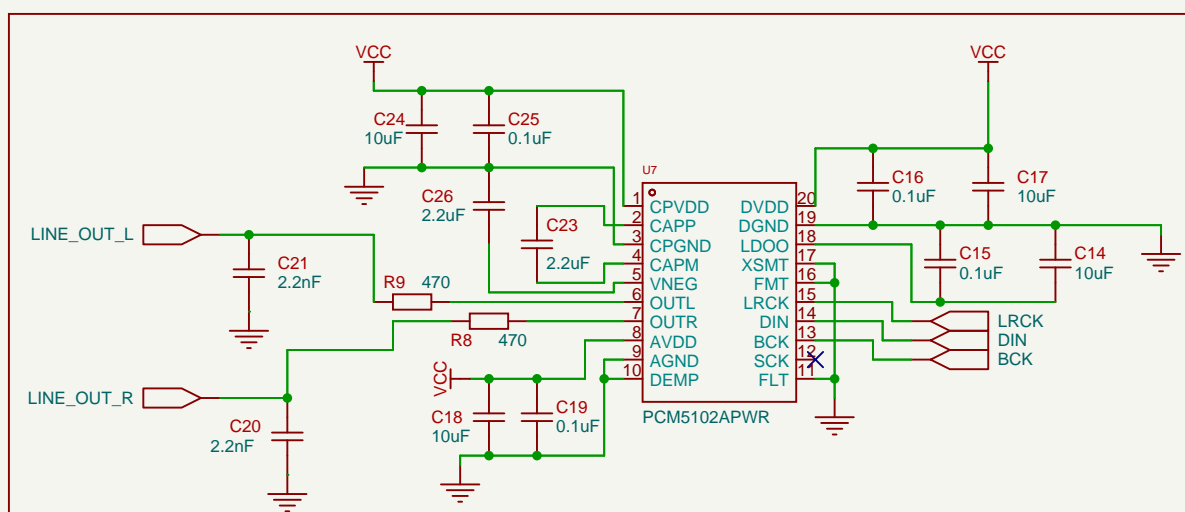 VCC
VCC
C24
10uF
C25
0.1uF
C16
0.1uF
C17
10uF
U7
C26
2.2uF
C23
2.2uF
1
2
3
4
5
6
7
8
9
10
CPVDD
CAPP
CPGND
CAPM
VNEG
OUTL
OUTR
AVDD
AGND
DEMP
DVDD
DGND
LDOO
XSMT
FMT
LRCK
DIN
BCK
SCK
FLT
20
19
18
17
16
15
14
13
12
11
PCM5102APWR
LINE_OUT_L
C21
2.2nF
R9 470
R8 470
C15
0.1uF
C14
10uF
LRCK
DIN
BCK
VCC
LINE_OUT_R
C20
2.2nF
C18
10uF
C19
0.1uF